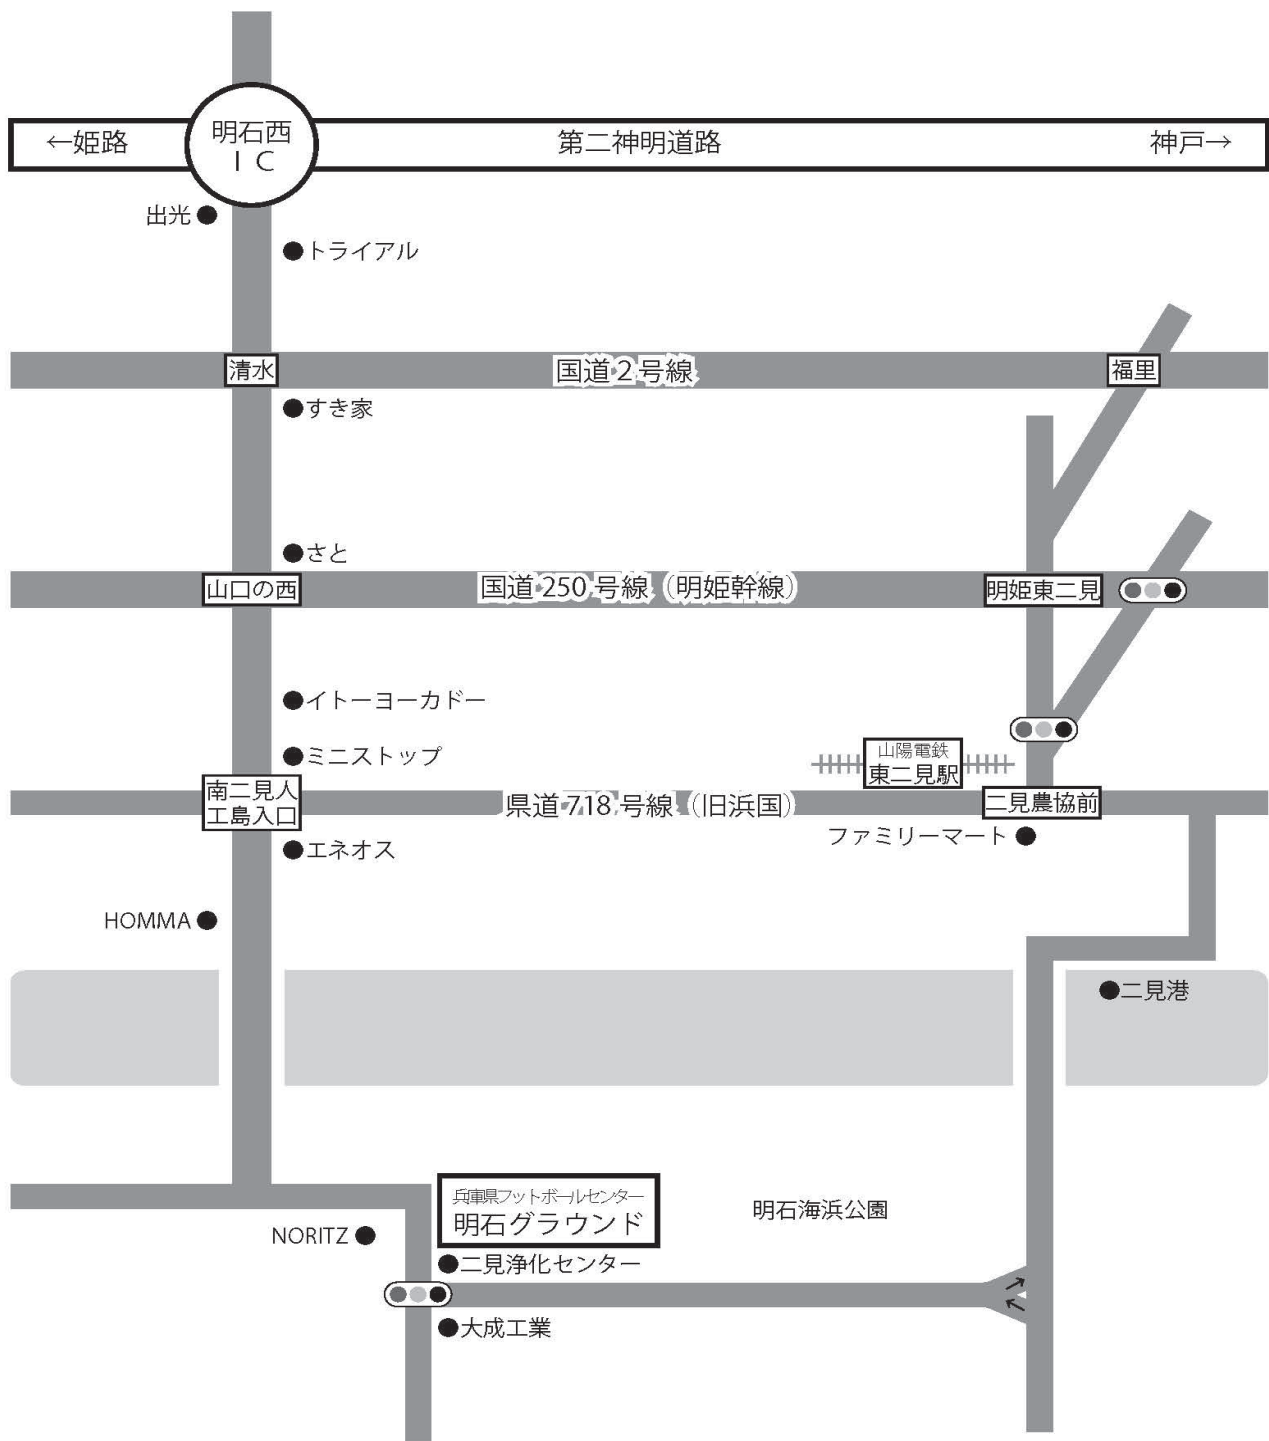 ←姫路
明石西
IC
第二神明道路
神戸→
出光
トライアル
清水
国道2号線
福里
すき家
さと
山口の西
国道250号線（明姫幹線）
明姫東二見
イトーヨーカドー
ミニストップ
山陽電鉄
東二見駅
南二見人
工島入口
県道718号線（旧浜国）
二見農協前
ファミリーマート
エネオス
HOMMA
二見港
兵庫県フットボールセンター
明石グラウンド
明石海浜公園
NORITZ
二見浄化センター
大成工業